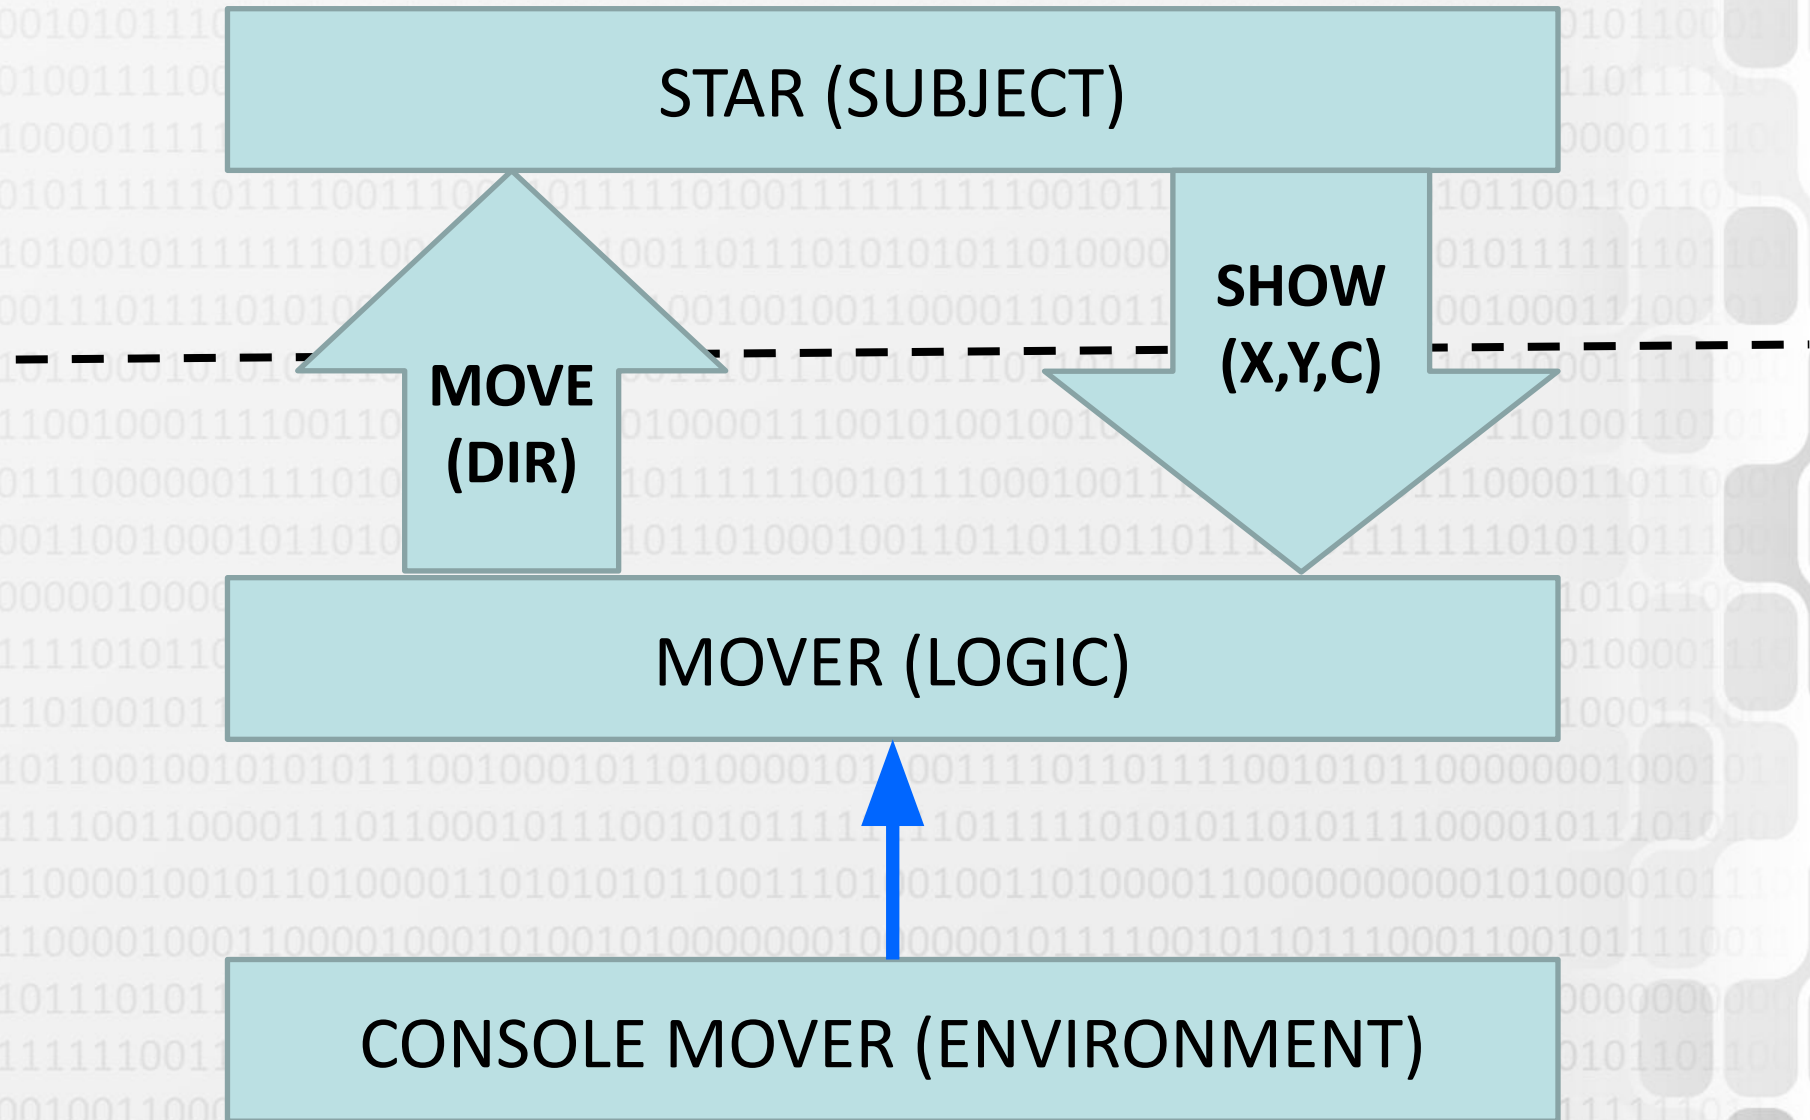 STAR (SUBJECT)
SHOW
(X,Y,C)
MOVE
(DIR)
MOVER (LOGIC)
CONSOLE MOVER (ENVIRONMENT)